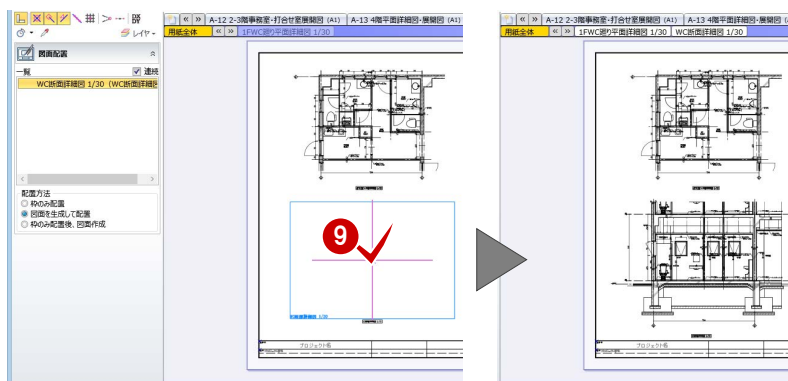 « » A-12 2-3階事務室・打合せ室展開図 (A1) A-13 4階平面詳細図・展開図 (A1)
用紙全体 « » 1FWC廻り平面詳細図 1/30
レイヤー
図面配置
一覧 連続
WC断面詳細図 1/30 (WC断面詳細図
配置方法
枠のみ配置
図面を生成して配置
枠のみ配置後、図面作成
9
プロジェクト名
« » A-12 2-3階事務室・打合せ室展開図 (A1) A-13 4階平面詳細図・展開図
用紙全体 « » 1FWC廻り平面詳細図 1/30 WC断面詳細図 1/30
プロジェクト名